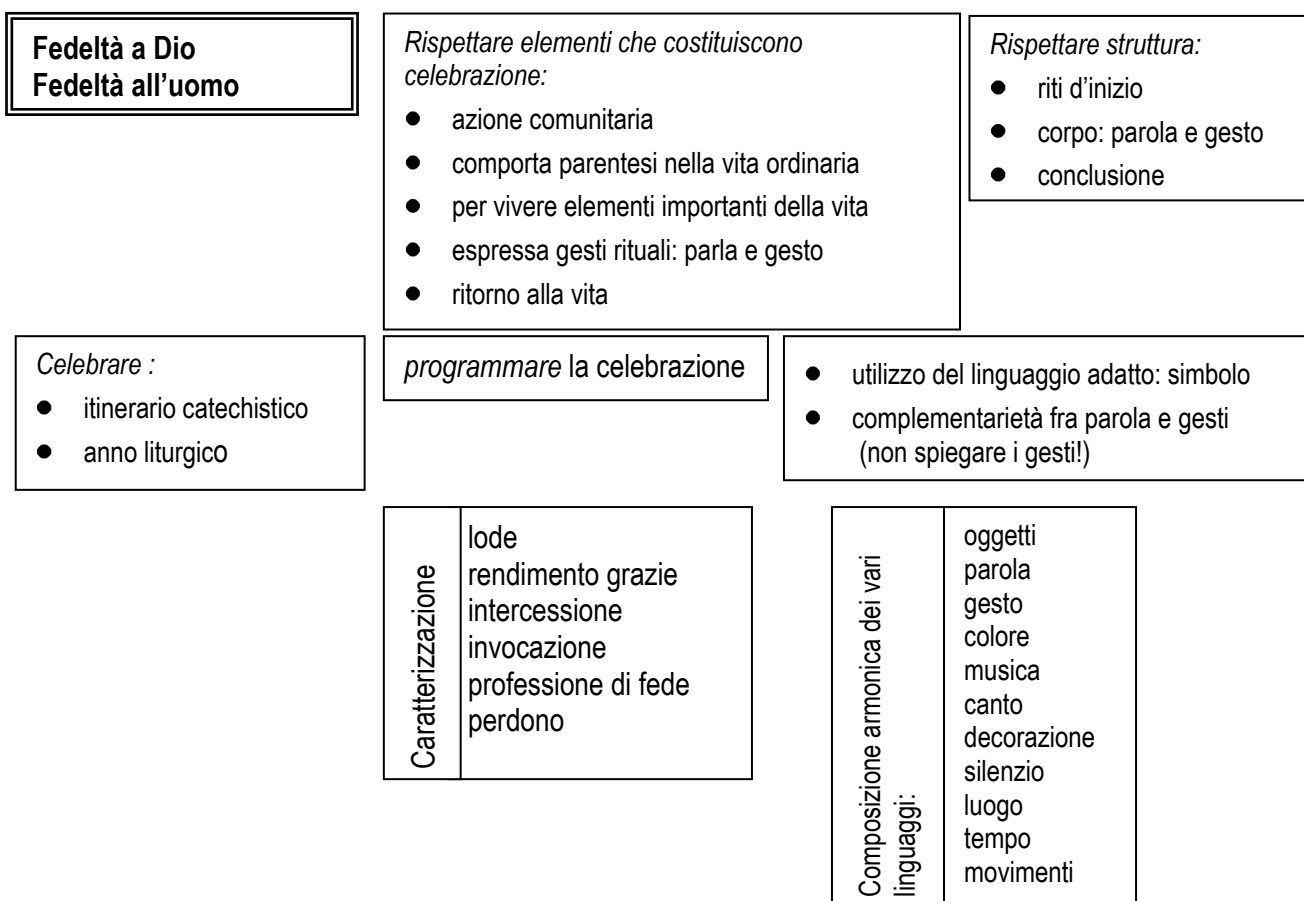 Fedeltà a Dio
Fedeltà all'uomo
Rispettare elementi che costituiscono
celebrazione:
● azione comunitaria
● comporta parentesi nella vita ordinaria
● per vivere elementi importanti della vita
● espressa gesti rituali: parla e gesto
● ritorno alla vita
Rispettare struttura:
● riti d'inizio
● corpo: parola e gesto
● conclusione
Celebrare :
● itinerario catechistico
● anno liturgico
programmare la celebrazione
● utilizzo del linguaggio adatto: simbolo
● complementarietà fra parola e gesti
(non spiegare i gesti!)
Caratterizzazione
lode
rendimento grazie
intercessione
invocazione
professione di fede
perdono
Composizione armonica dei vari
linguaggi:
oggetti
parola
gesto
colore
musica
canto
decorazione
silenzio
luogo
tempo
movimenti